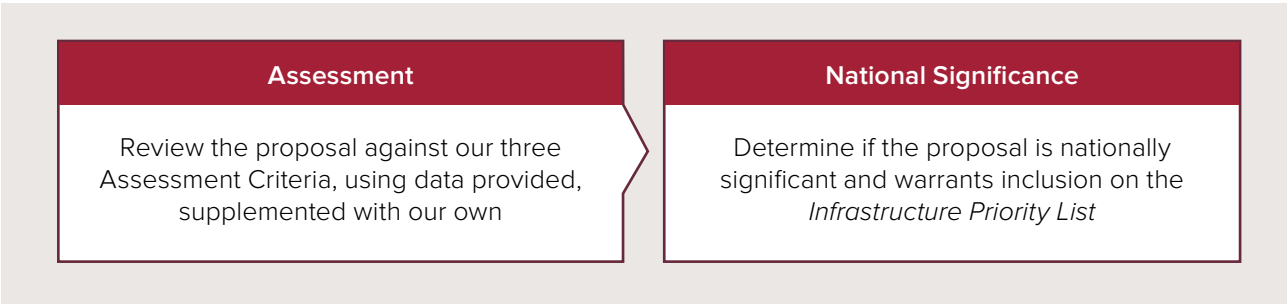 Assessment
Review the proposal against our three
Assessment Criteria, using data provided,
supplemented with our own
National Significance
Determine if the proposal is nationally
significant and warrants inclusion on the
Infrastructure Priority List